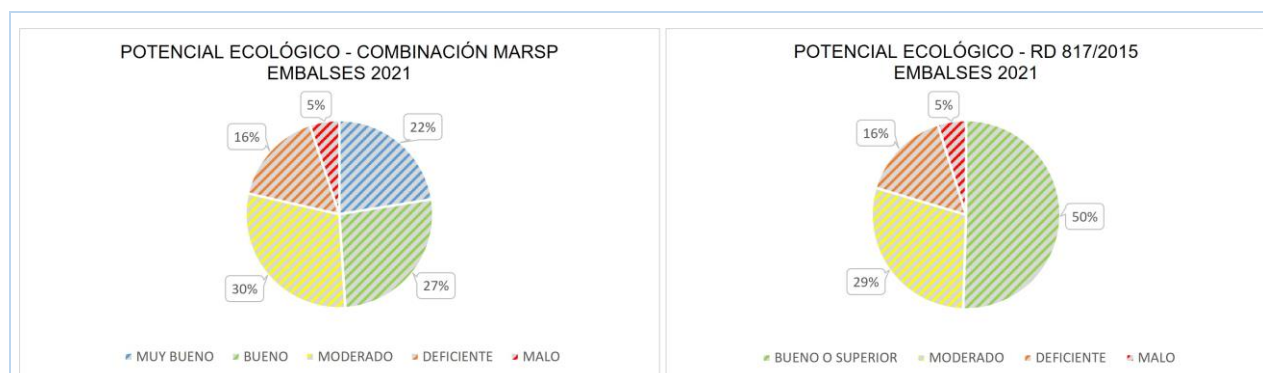 POTENCIAL ECOLÓGICO - COMBINACIÓN MARSP
EMBALSES 2021
5%
22%
16%
30%
27%
MUY BUENO BUENO MODERADO DEFICIENTE MALO
POTENCIAL ECOLÓGICO - RD 817/2015
EMBALSES 2021
5%
16%
50%
29%
BUENO O SUPERIOR MODERADO DEFICIENTE MALO